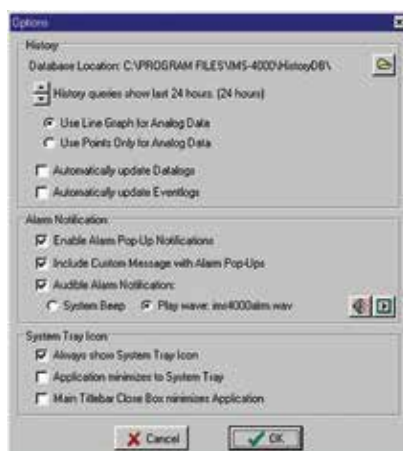 Options
History
Database Location: C:\PROGRAM FILES\IMS-4000\HistoryDB\
History queries show last 24 hours. (24 hours)
Use Line Graph for Analog Data
Use Points Only for Analog Data
Automatically update Datalogs
Automatically update Eventlogs
Alarm Notification
Enable Alarm Pop-Up Notifications
Include Custom Message with Alarm Pop-Ups
Audible Alarm Notification:
System Beep Play wave: ims4000alrm.wav
System Tray Icon
Always show System Tray Icon
Application minimizes to System Tray
Main Titlebar Close Box minimizes Application
Cancel OK